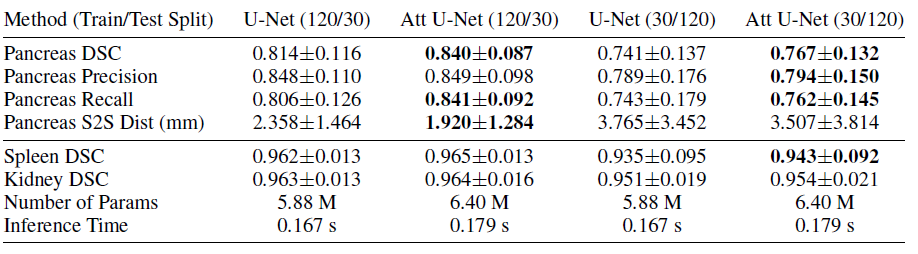 Method (Train/Test Split) U-Net (120/30) Att U-Net (120/30) U-Net (30/120) Att U-Net (30/120)
Pancreas DSC 0.814±0.116 0.840±0.087 0.741±0.137 0.767±0.132
Pancreas Precision 0.848±0.110 0.849±0.098 0.789±0.176 0.794±0.150
Pancreas Recall 0.806±0.126 0.841±0.092 0.743±0.179 0.762±0.145
Pancreas S2S Dist (mm) 2.358±1.464 1.920±1.284 3.765±3.452 3.507±3.814
Spleen DSC 0.962±0.013 0.965±0.013 0.935±0.095 0.943±0.092
Kidney DSC 0.963±0.013 0.964±0.016 0.951±0.019 0.954±0.021
Number of Params 5.88 M 6.40 M 5.88 M 6.40 M
Inference Time 0.167 s 0.179 s 0.167 s 0.179 s